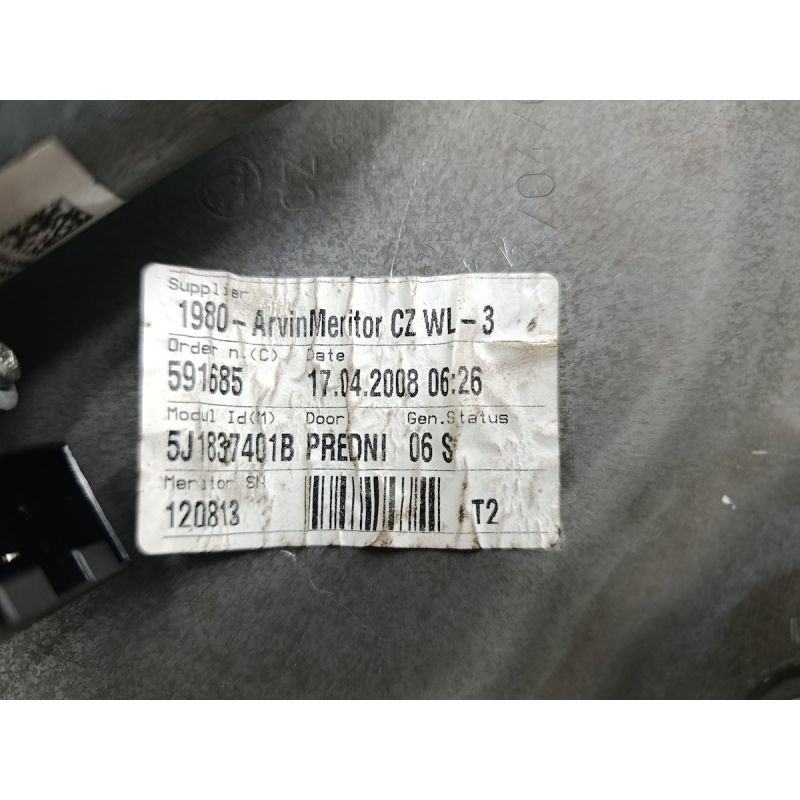 Supplier
1980-ArvinMeritor CZ WL-3
Order n.(C) Date
591685 17.04.2008 06:26
Modul Id(M) Door Gen.Status
5J1837401B PREDNI 06 S
Meritor SN
120813 T2